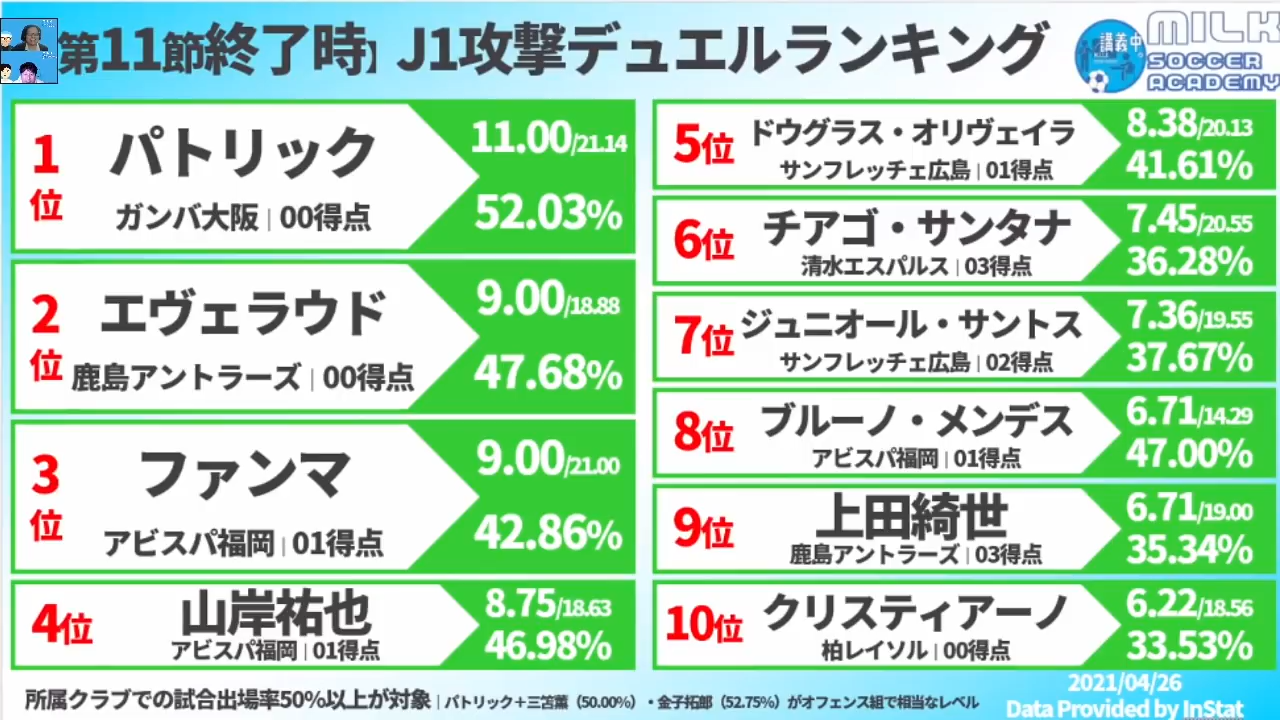 第11節終了時】 J1攻撃デュエルランキング
講義中。
MILK
SOCCER
ACADEMY
1位
パトリック
ガンバ大阪 | 00得点
11.00/21.14
52.03%
2位
エヴェラウド
鹿島アントラーズ | 00得点
9.00/18.88
47.68%
3位
ファンマ
アビスパ福岡 | 01得点
9.00/21.00
42.86%
4位
山岸祐也
アビスパ福岡 | 01得点
8.75/18.63
46.98%
5位
ドウグラス・オリヴェイラ
サンフレッチェ広島 | 01得点
8.38/20.13
41.61%
6位
チアゴ・サンタナ
清水エスパルス | 03得点
7.45/20.55
36.28%
7位
ジュニオール・サントス
サンフレッチェ広島 | 02得点
7.36/19.55
37.67%
8位
ブルーノ・メンデス
アビスパ福岡 | 01得点
6.71/14.29
47.00%
9位
上田綺世
鹿島アントラーズ | 03得点
6.71/19.00
35.34%
10位
クリスティアーノ
柏レイソル | 00得点
6.22/18.56
33.53%
所属クラブでの試合出場率50%以上が対象 | パトリック＋三笘薫（50.00%）・金子拓郎（52.75%）がオフェンス組で相当なレベル
2021/04/26
Data Provided by InStat